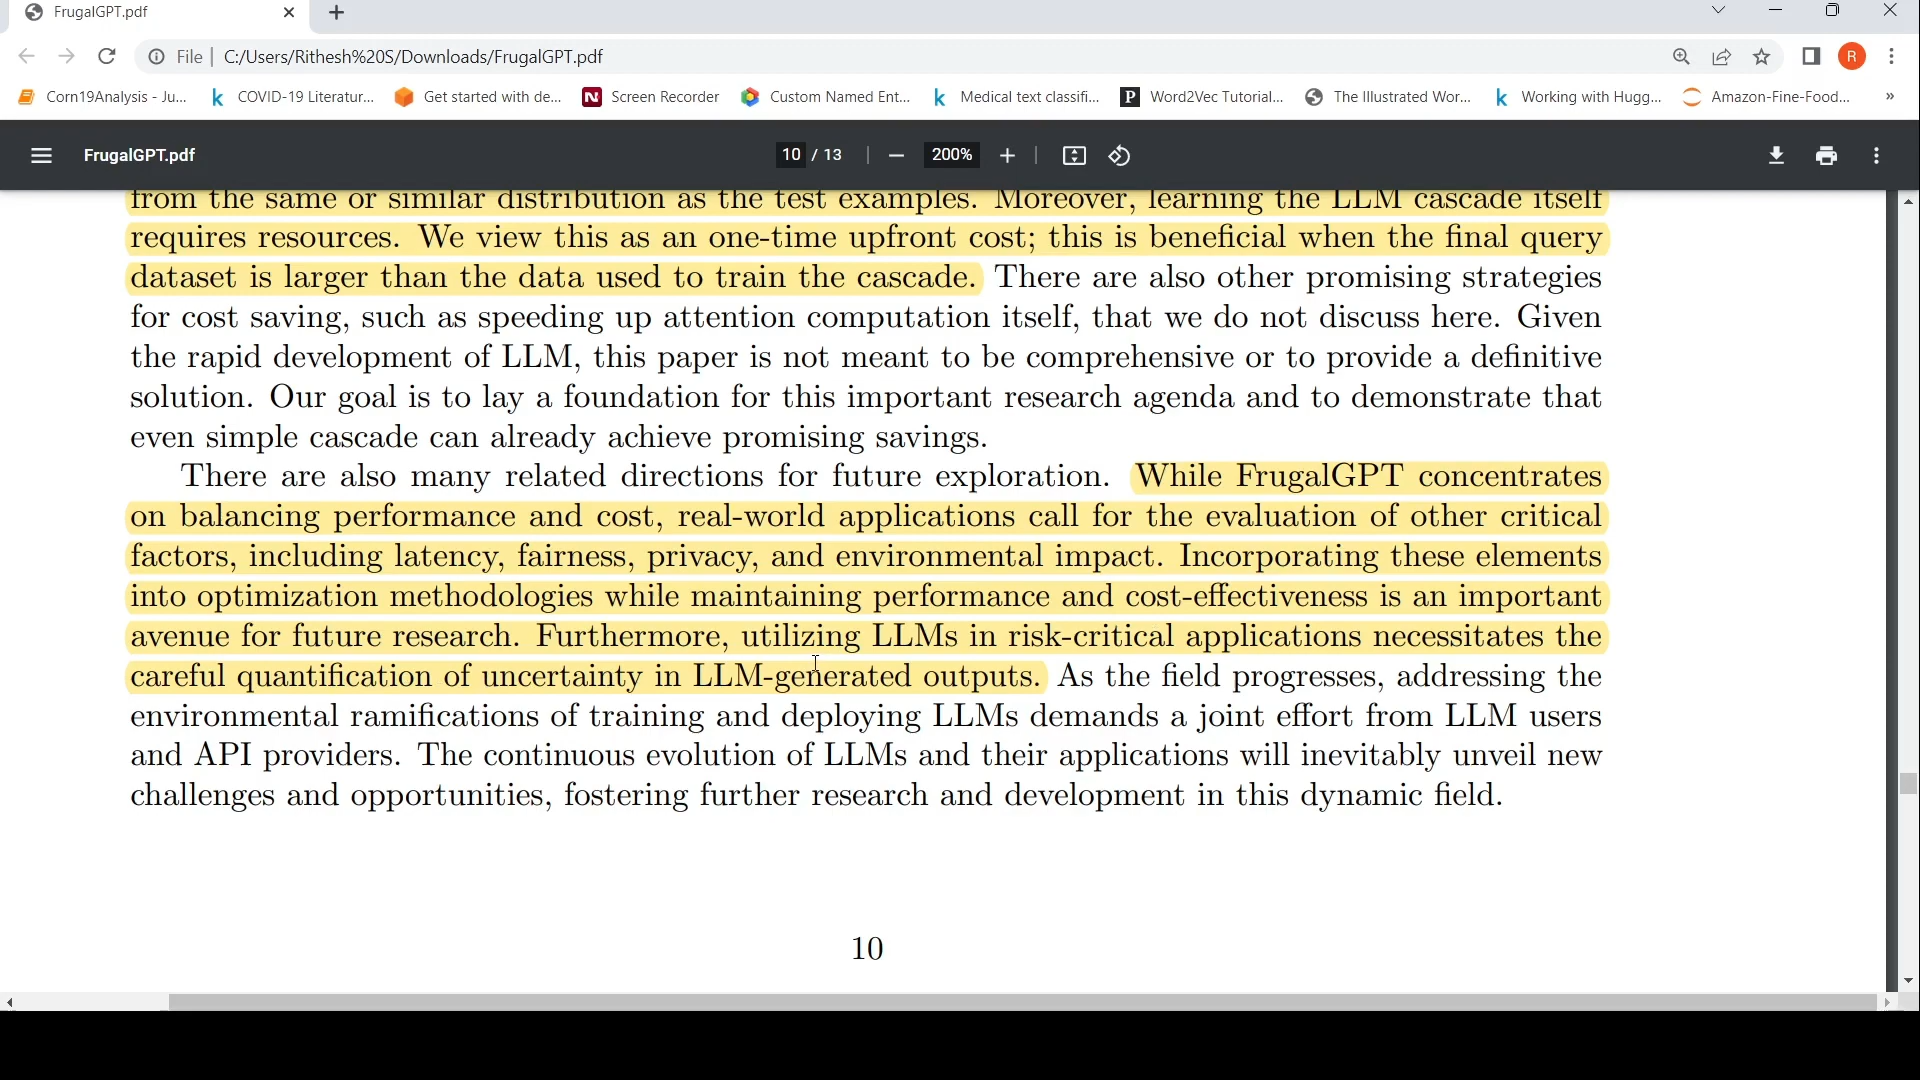 FrugalGPT.pdf
File | C:/Users/Rithesh%20S/Downloads/FrugalGPT.pdf
R
Corn19Analysis - Ju... COVID-19 Literatur... Get started with de... Screen Recorder Custom Named Ent... Medical text classifi... Word2Vec Tutorial... The Illustrated Wor... Working with Hugg... Amazon-Fine-Food... »
FrugalGPT.pdf 10 / 13 200%
from the same or similar distribution as the test examples. Moreover, learning the LLM cascade itself
requires resources. We view this as an one-time upfront cost; this is beneficial when the final query
dataset is larger than the data used to train the cascade. There are also other promising strategies
for cost saving, such as speeding up attention computation itself, that we do not discuss here. Given
the rapid development of LLM, this paper is not meant to be comprehensive or to provide a definitive
solution. Our goal is to lay a foundation for this important research agenda and to demonstrate that
even simple cascade can already achieve promising savings.
There are also many related directions for future exploration. While FrugalGPT concentrates
on balancing performance and cost, real-world applications call for the evaluation of other critical
factors, including latency, fairness, privacy, and environmental impact. Incorporating these elements
into optimization methodologies while maintaining performance and cost-effectiveness is an important
avenue for future research. Furthermore, utilizing LLMs in risk-critical applications necessitates the
careful quantification of uncertainty in LLM-generated outputs. As the field progresses, addressing the
environmental ramifications of training and deploying LLMs demands a joint effort from LLM users
and API providers. The continuous evolution of LLMs and their applications will inevitably unveil new
challenges and opportunities, fostering further research and development in this dynamic field.
10